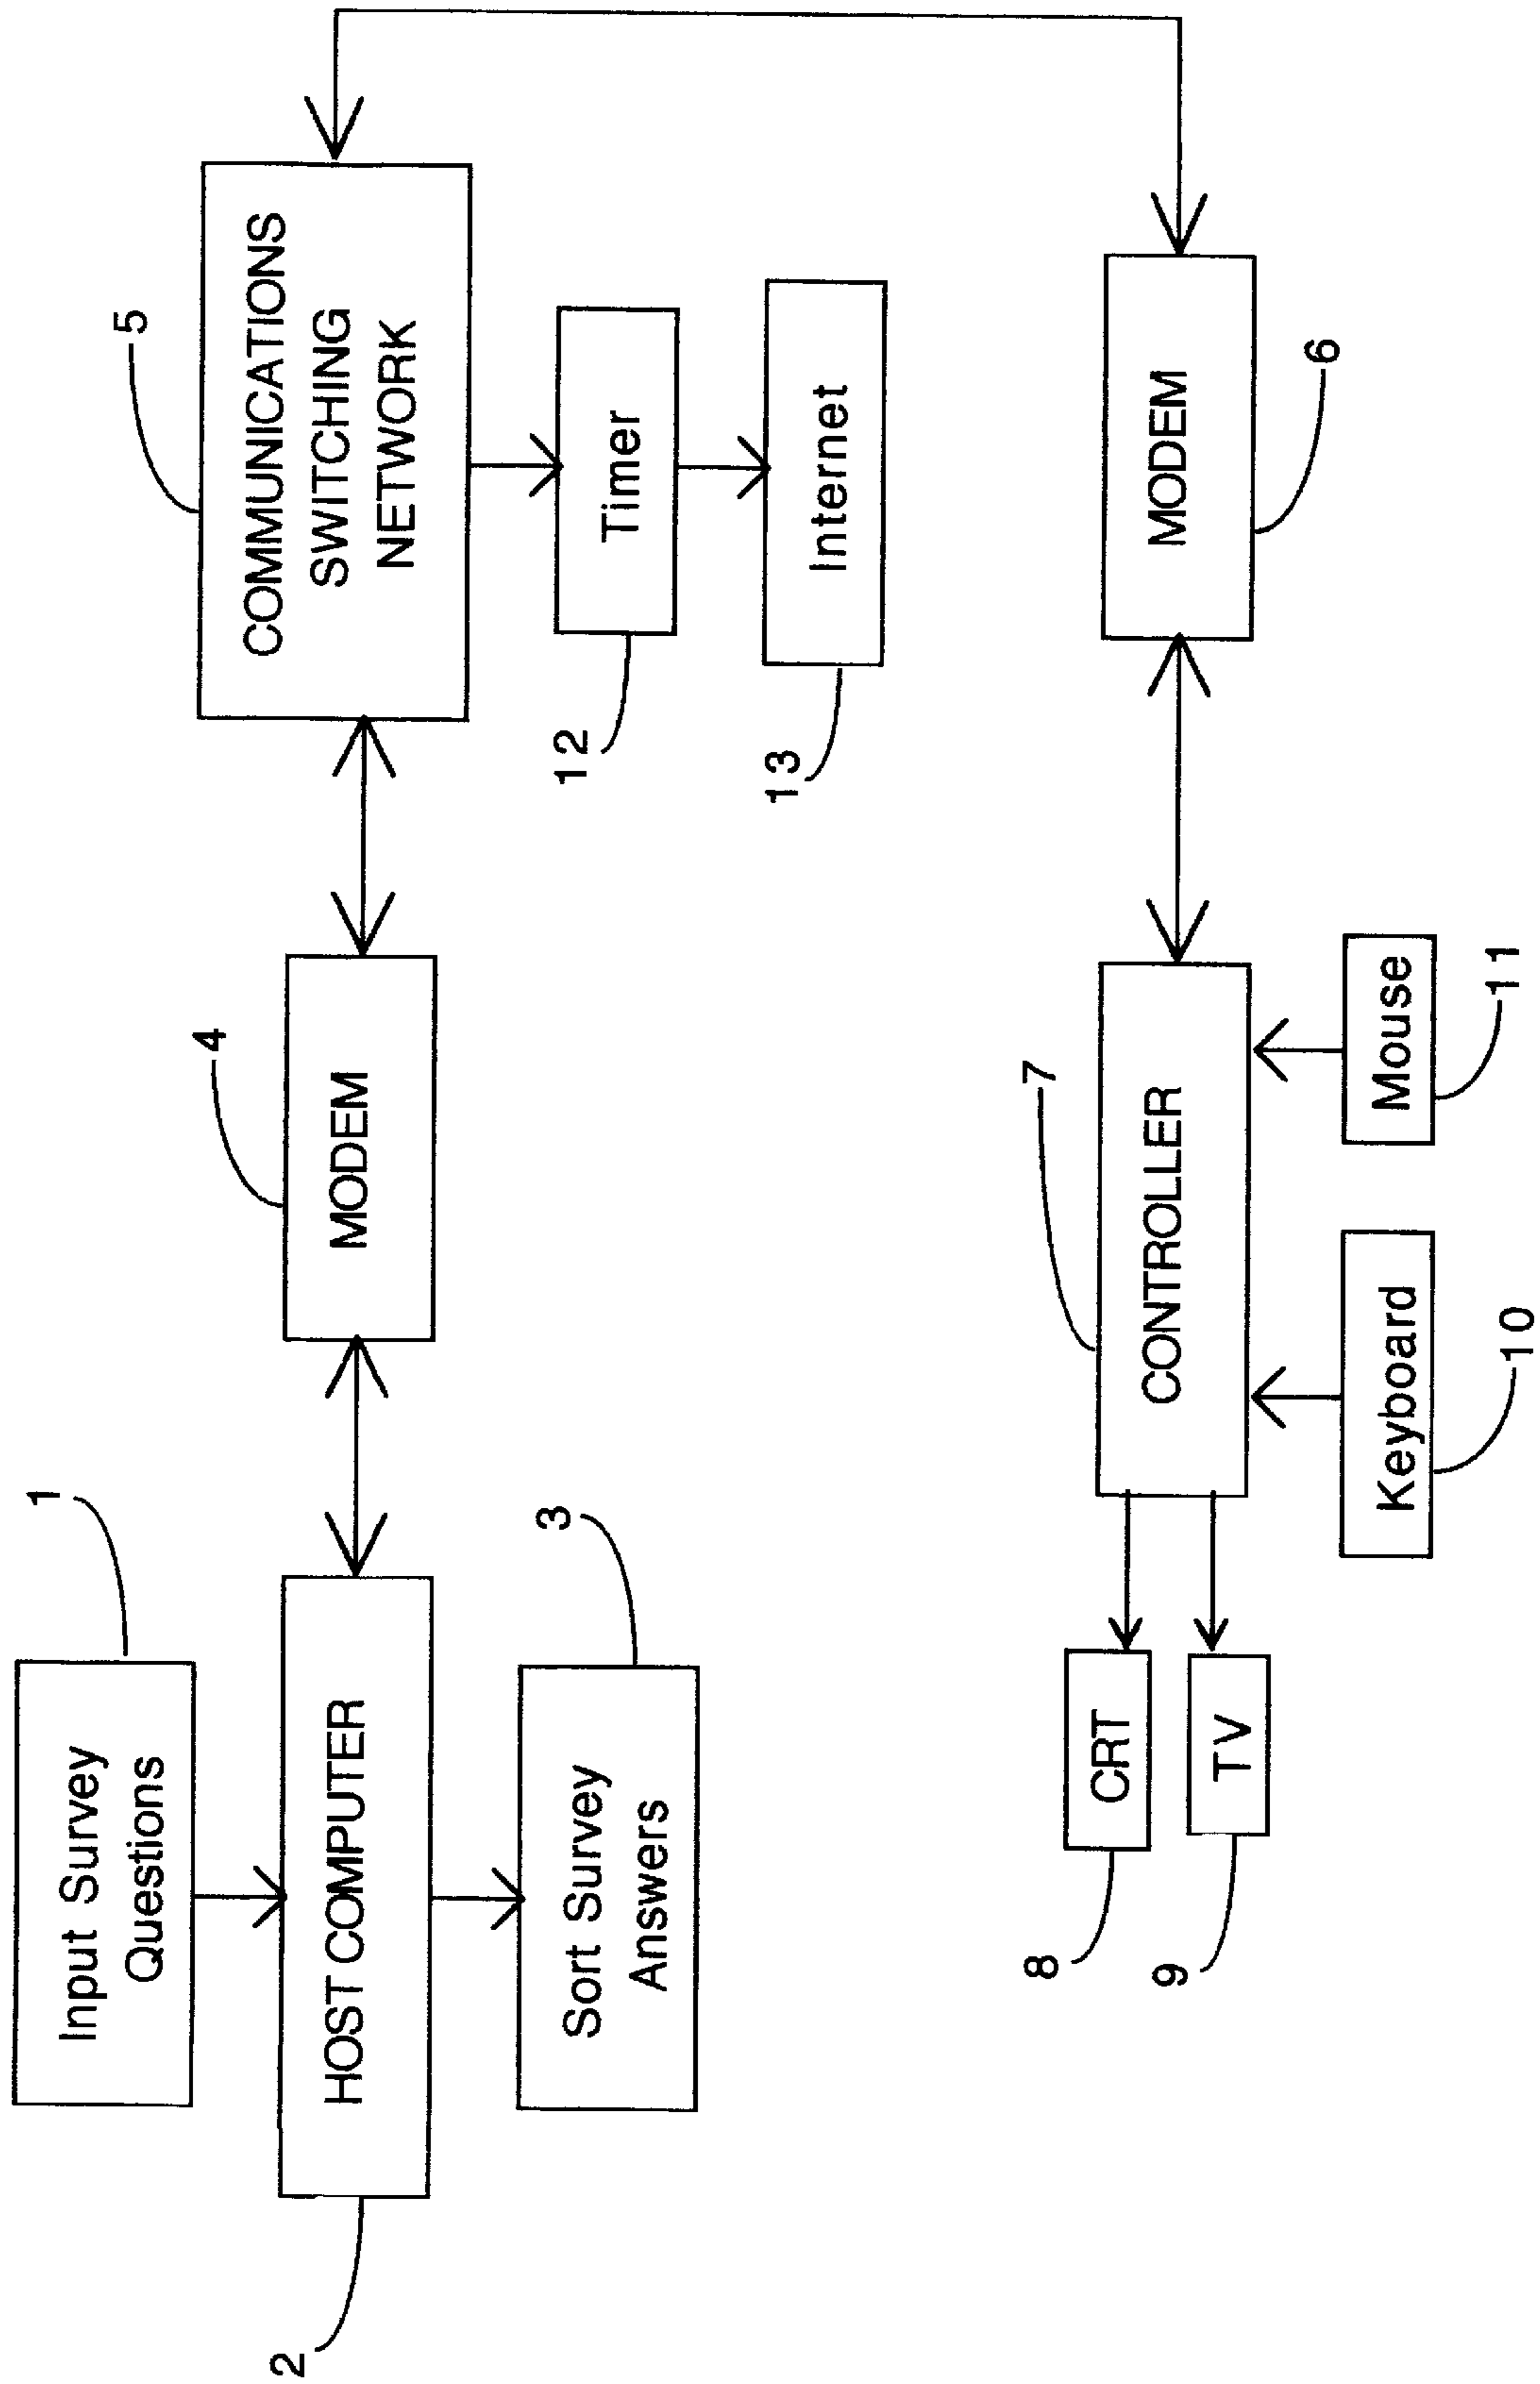 1
Input Survey
Questions
2
HOST COMPUTER
3
Sort Survey
Answers
4
MODEM
5
COMMUNICATIONS
SWITCHING
NETWORK
12
Timer
13
Internet
8
CRT
9
TV
7
CONTROLLER
10
Keyboard
11
Mouse
MODEM
6